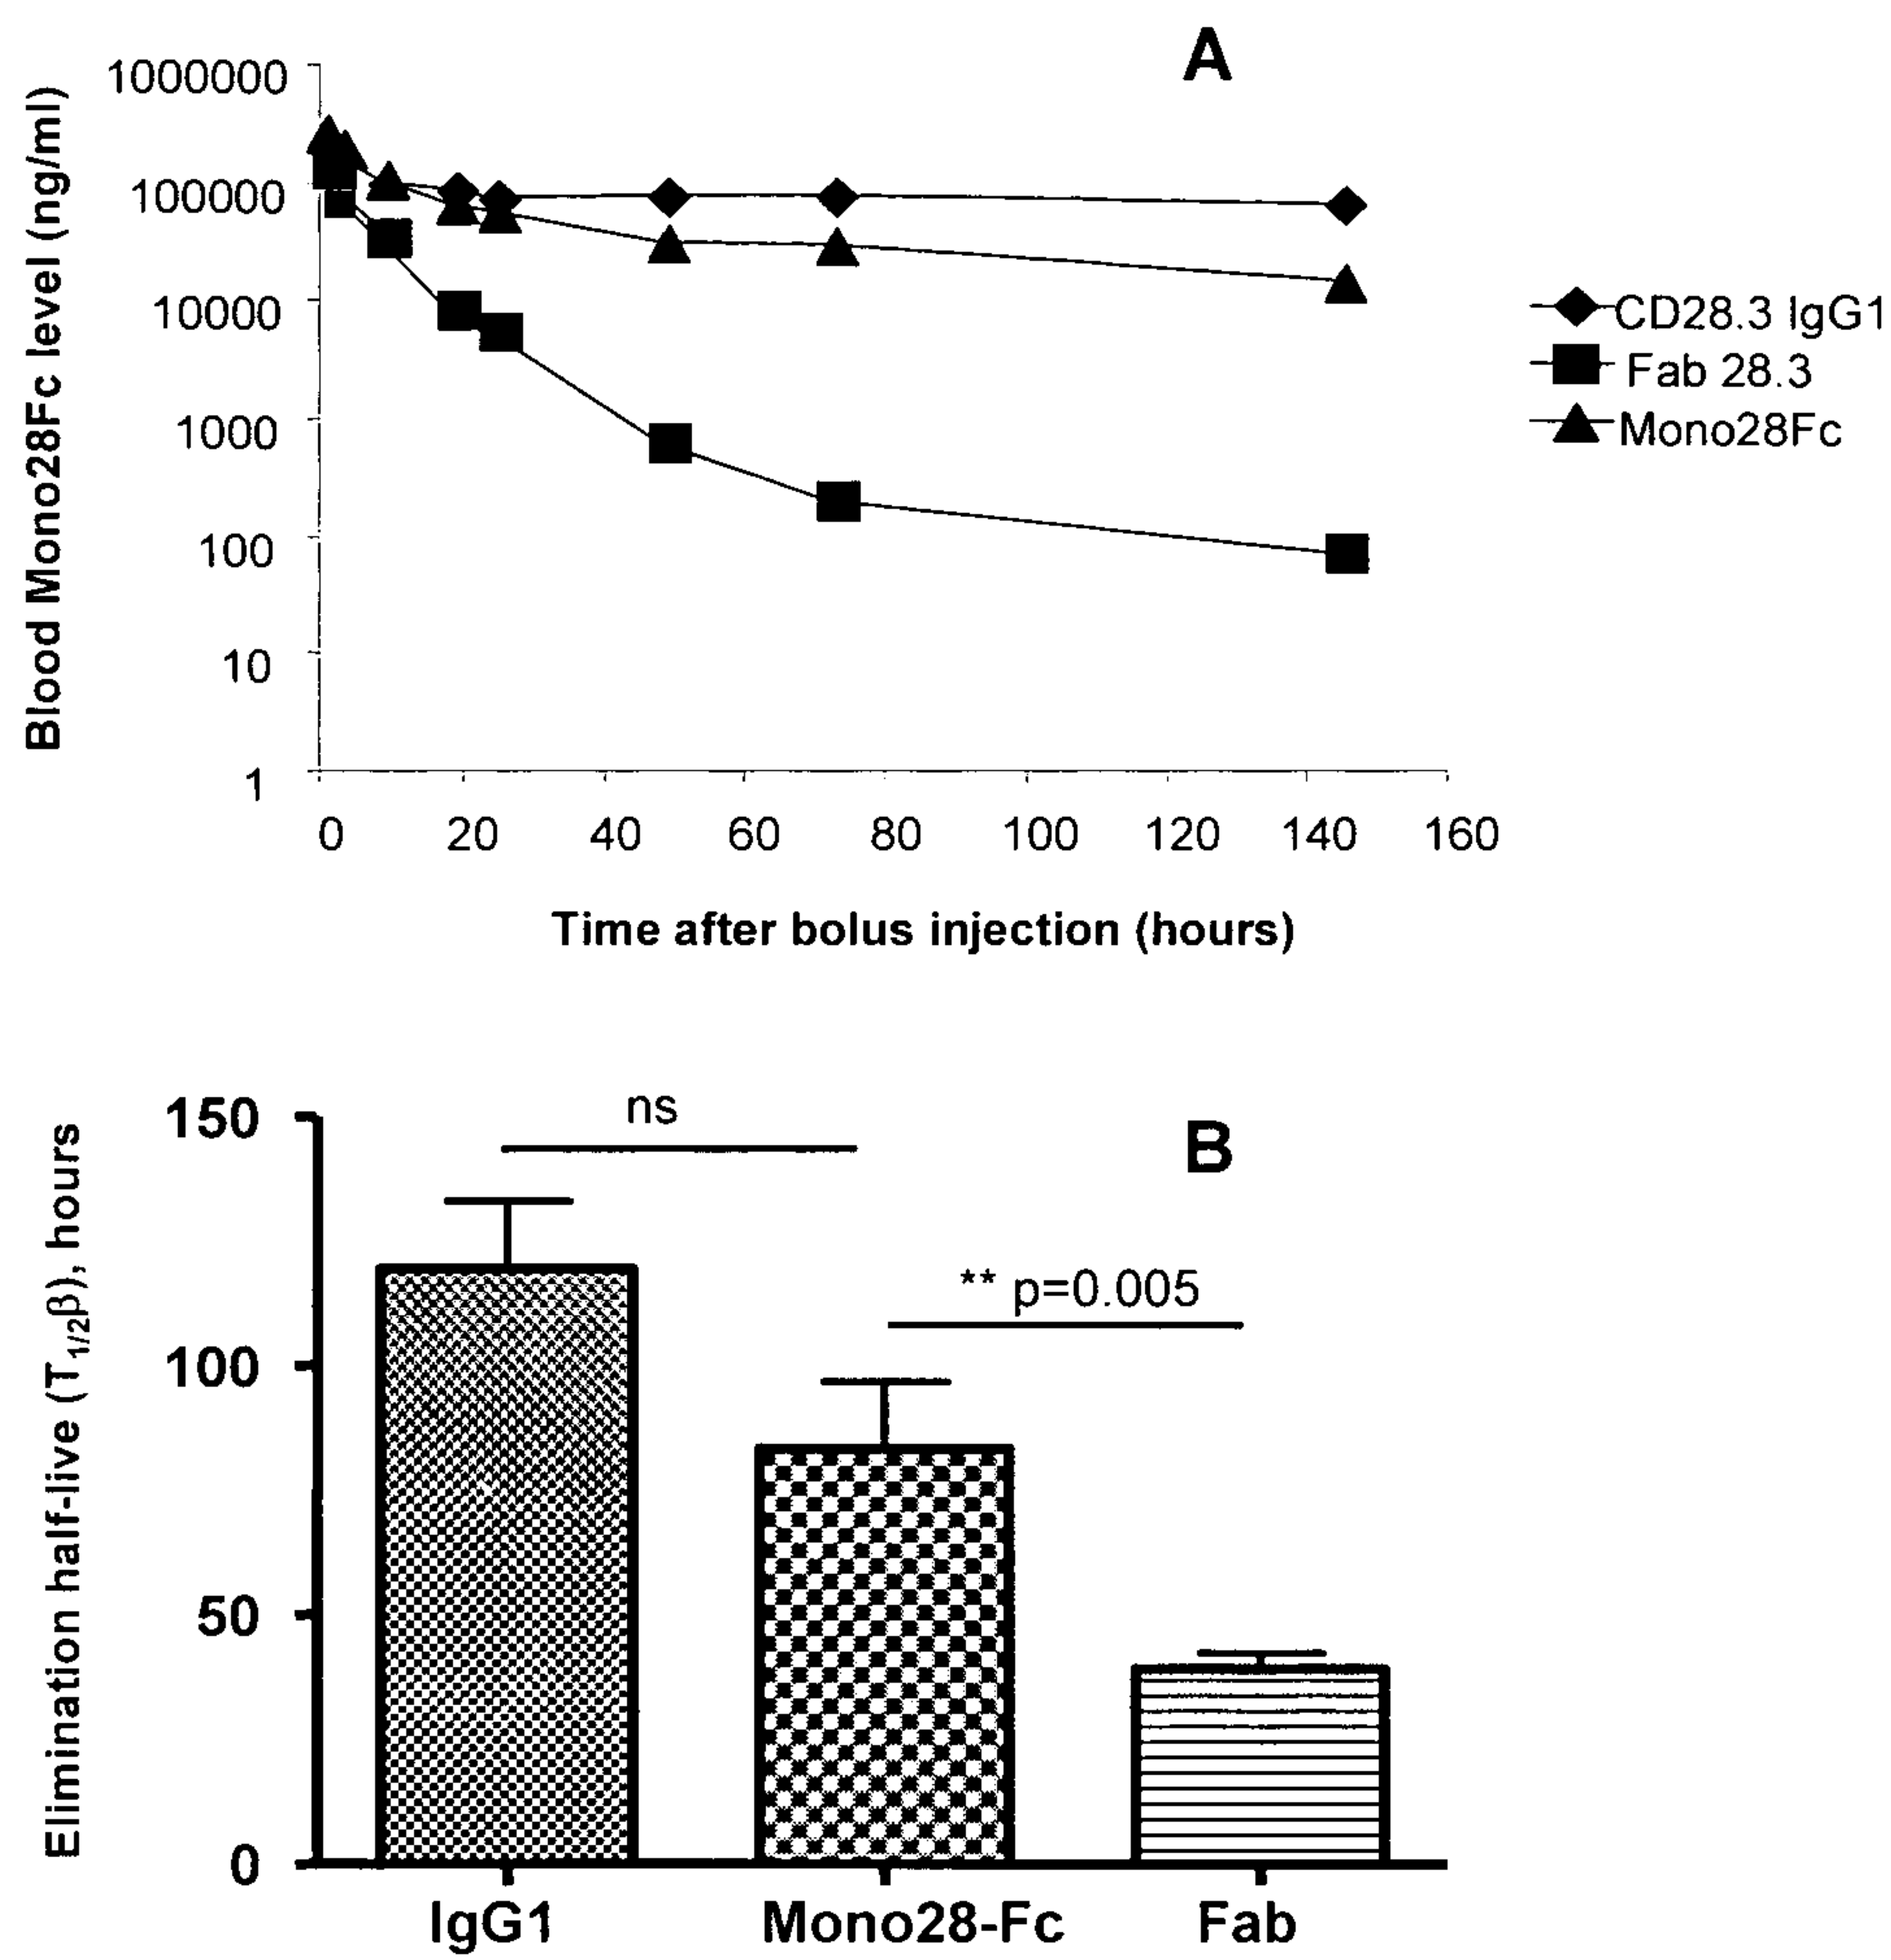 A
Blood Mono28Fc level (ng/ml)
1000000
100000
10000
1000
100
10
1
0 20 40 60 80 100 120 140 160
Time after bolus injection (hours)
CD28.3 IgG1
Fab 28.3
Mono28Fc
B
Elimination half-live (T1/2β), hours
150
100
50
0
ns
** p=0.005
IgG1 Mono28-Fc Fab